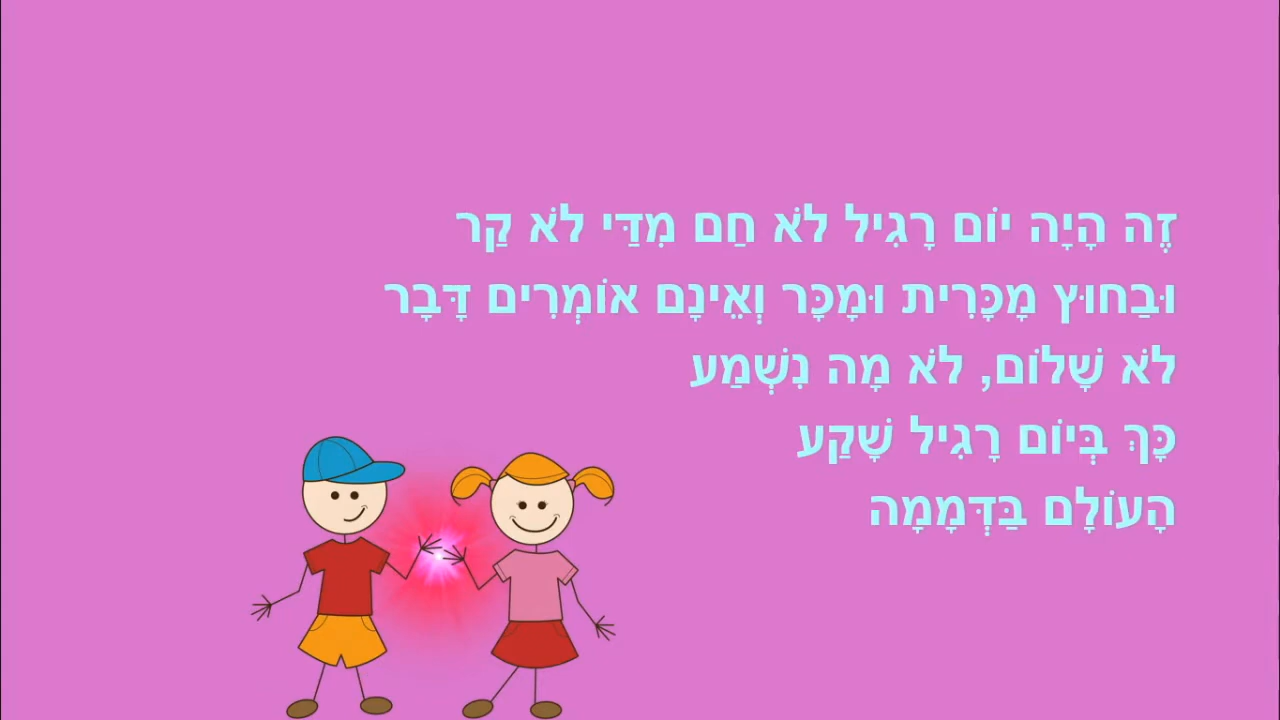 זֶה הָיָה יוֹם רָגִיל לֹא חַם מִדַּי לֹא קַר
וּבַחוּץ מָכָּרִית וּמָכָּר וְאֵינָם אוֹמְרִים דָּבָר
לֹא שָׁלוֹם, לֹא מָה נִשְׁמַע
כָּךְ בְּיוֹם רָגִיל שָׁקַע
הָעוֹלָם בַּדְּמָמָה